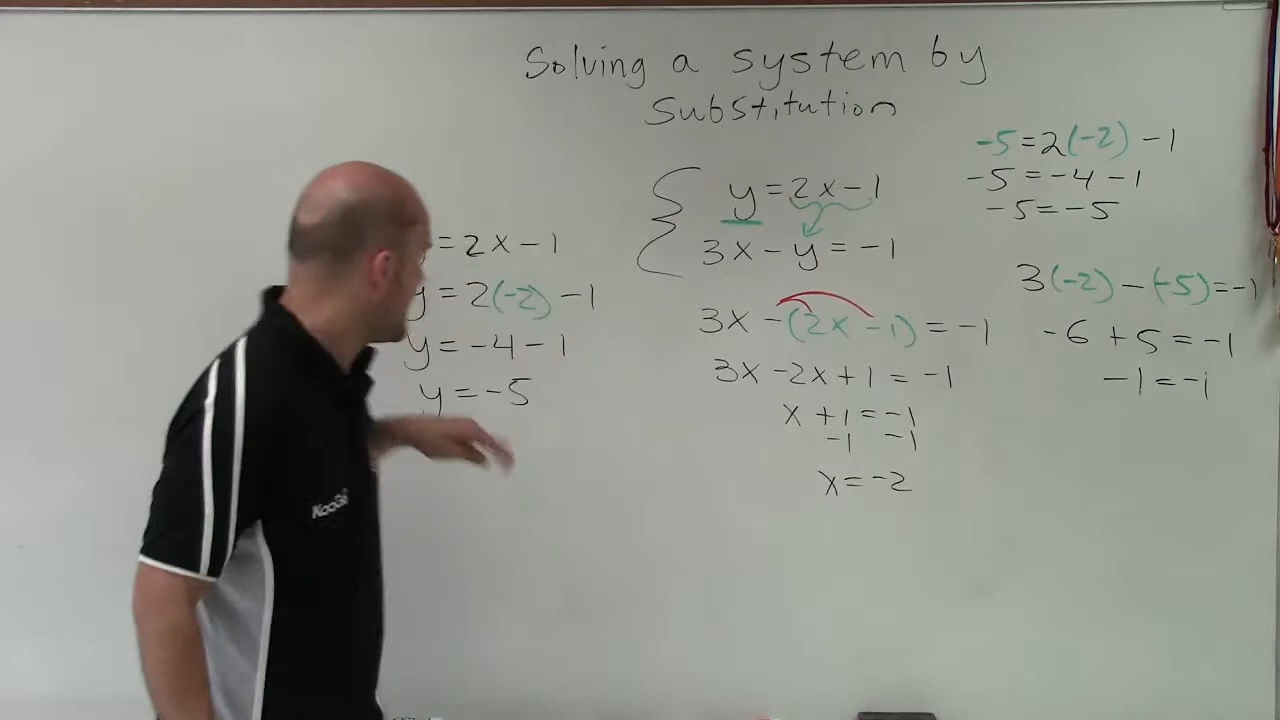 Solving a system by
Substitution
= 2x - 1
y = 2(-2) - 1
y = -4 - 1
y = -5
y = 2x - 1
3x - y = -1
3x - (2x - 1) = -1
3x - 2x + 1 = -1
x + 1 = -1
-1 -1
x = -2
-5 = 2(-2) - 1
-5 = -4 - 1
-5 = -5
3(-2) - (-5) = -1
-6 + 5 = -1
-1 = -1